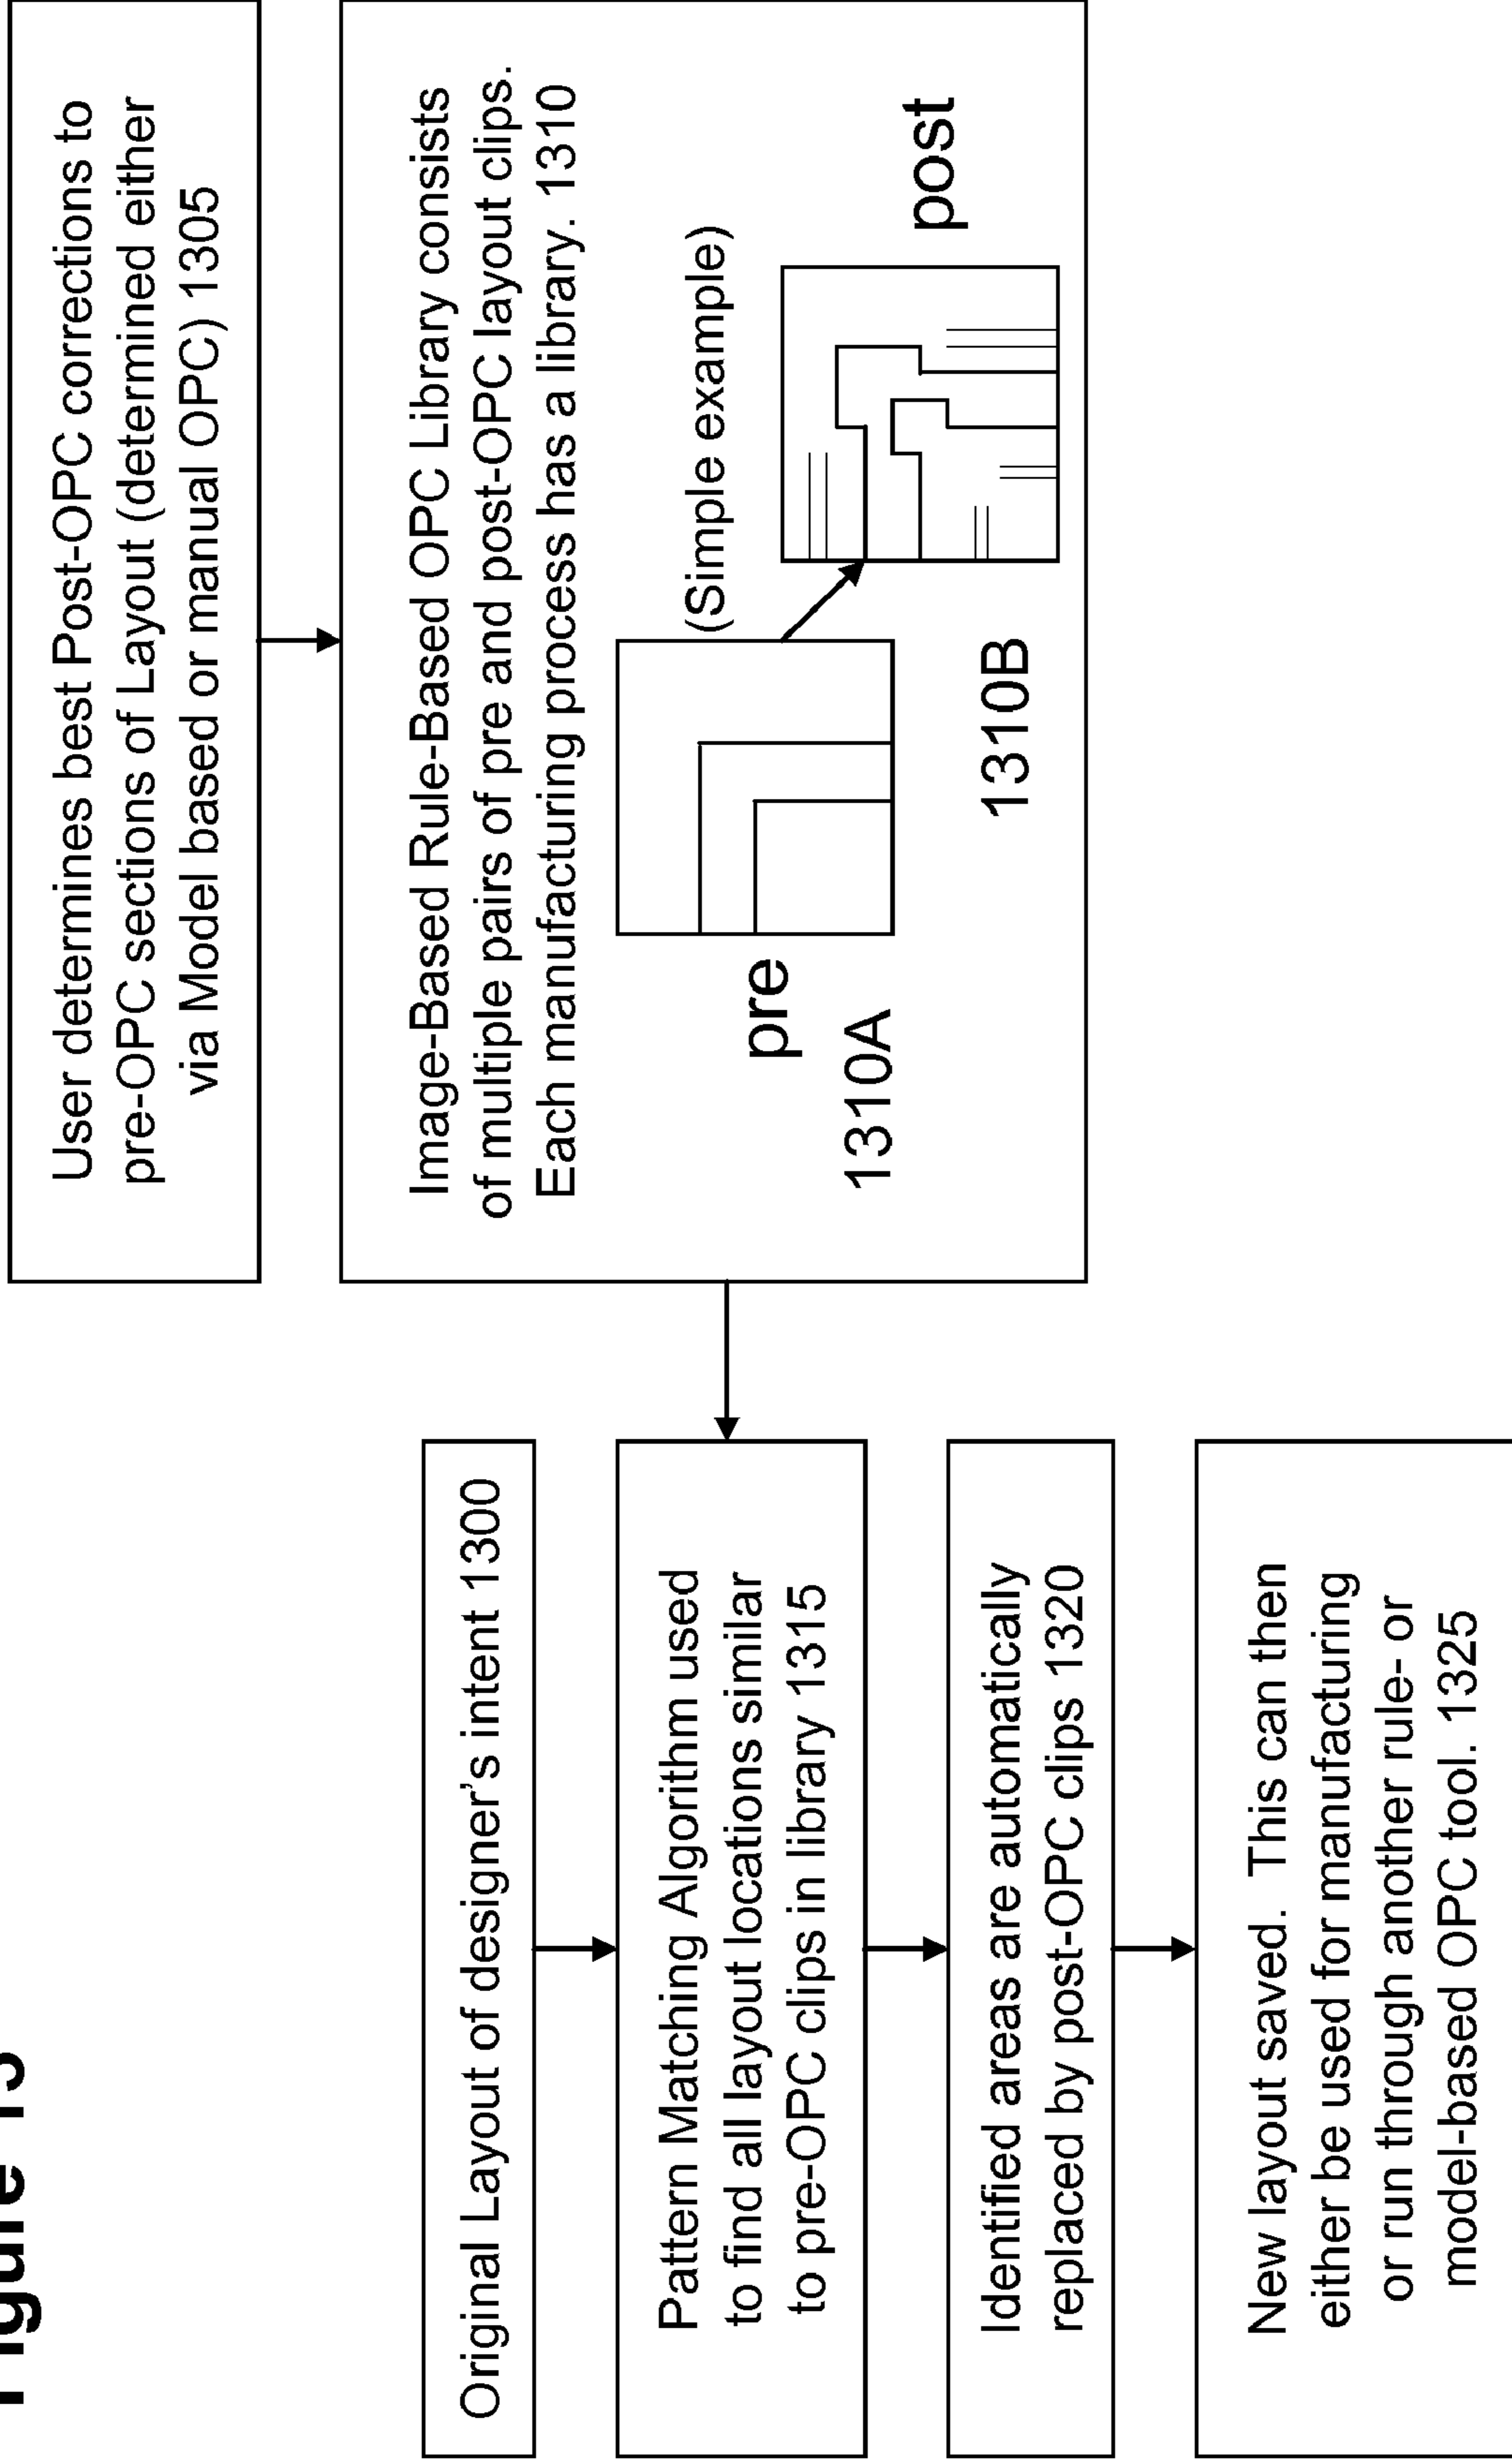 Figure 13
Original Layout of designer's intent 1300
Pattern Matching Algorithm used
to find all layout locations similar
to pre-OPC clips in library 1315
Identified areas are automatically
replaced by post-OPC clips 1320
New layout saved. This can then
either be used for manufacturing
or run through another rule- or
model-based OPC tool. 1325
User determines best Post-OPC corrections to
pre-OPC sections of Layout (determined either
via Model based or manual OPC) 1305
Image-Based Rule-Based OPC Library consists
of multiple pairs of pre and post-OPC layout clips.
Each manufacturing process has a library. 1310
(Simple example)
pre
1310A
post
1310B